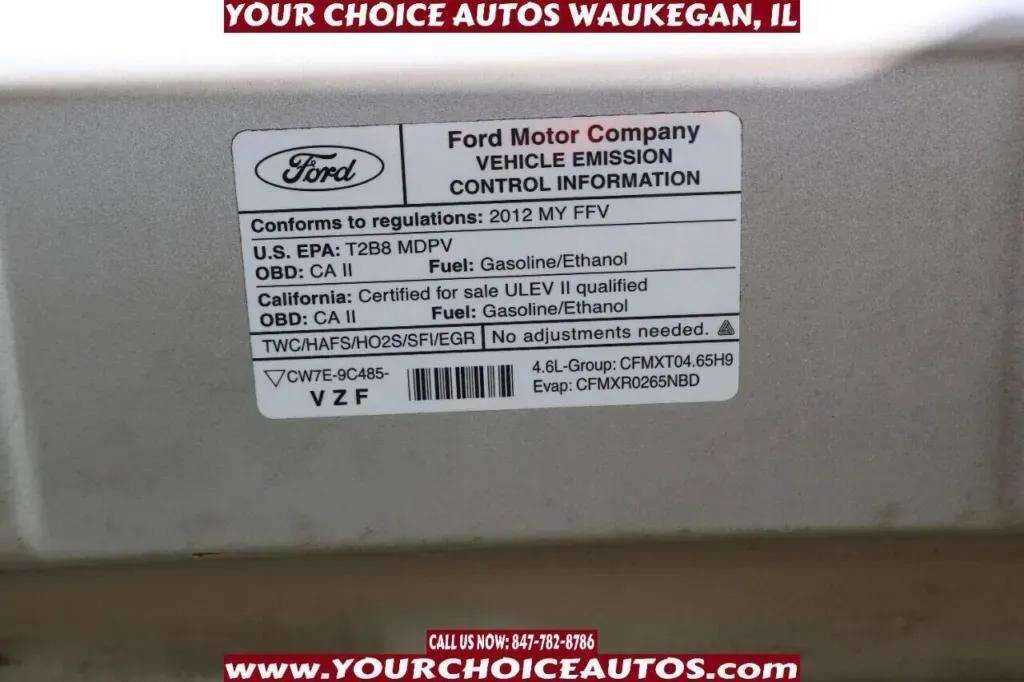 YOUR CHOICE AUTOS WAUKEGAN, IL
Ford
Ford Motor Company
VEHICLE EMISSION
CONTROL INFORMATION
Conforms to regulations: 2012 MY FFV
U.S. EPA: T2B8 MDPV
OBD: CA II Fuel: Gasoline/Ethanol
California: Certified for sale ULEV II qualified
OBD: CA II Fuel: Gasoline/Ethanol
TWC/HAFS/HO2S/SFI/EGR No adjustments needed.
CW7E-9C485-
VZF
4.6L-Group: CFMXT04.65H9
Evap: CFMXR0265NBD
CALL US NOW: 847-782-8786
WWW.YOURCHOICEAUTOS.COM